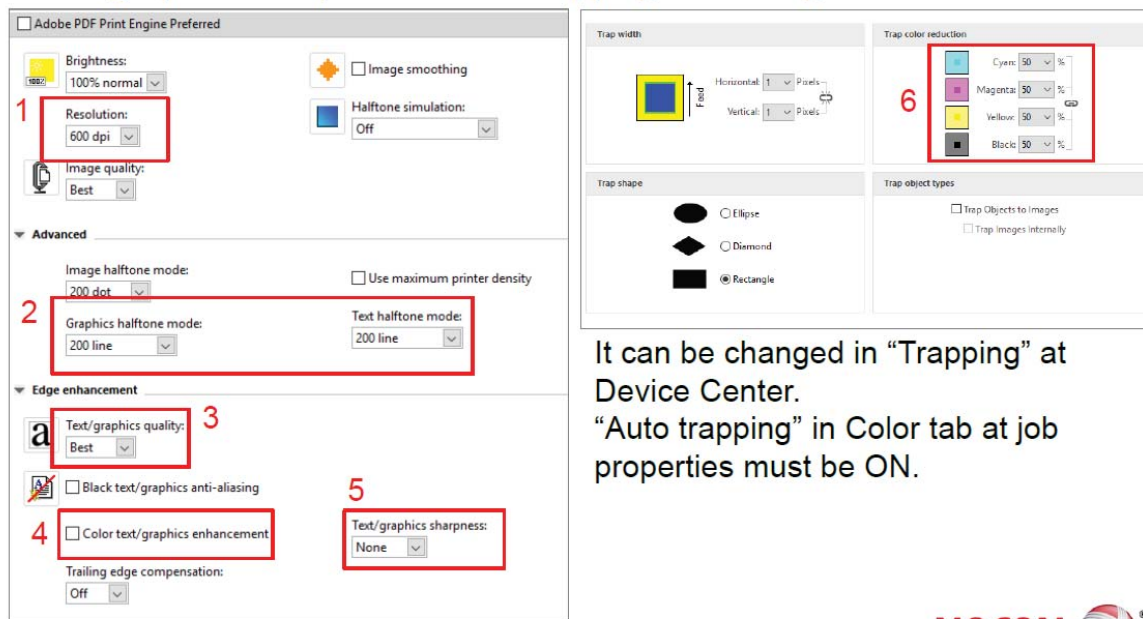 Adobe PDF Print Engine Preferred
Brightness:
100%
100% normal
Image smoothing
1
Resolution:
600 dpi
Halftone simulation:
Off
Image quality:
Best
Advanced
Image halftone mode:
200 dot
Use maximum printer density
2
Graphics halftone mode:
200 line
Text halftone mode:
200 line
Edge enhancement
a
Text/graphics quality:
Best
3
Black text/graphics anti-aliasing
4
Color text/graphics enhancement
5
Text/graphics sharpness:
None
Trailing edge compensation:
Off
Trap width
Feed
Horizontal: 1 Pixels
Vertical: 1 Pixels
Trap color reduction
6
Cyan: 50 %
Magenta: 50 %
Yellow: 50 %
Black: 50 %
Trap shape
Ellipse
Diamond
Rectangle
Trap object types
Trap Objects to Images
Trap Images Internally
It can be changed in “Trapping” at
Device Center.
“Auto trapping” in Color tab at job
properties must be ON.